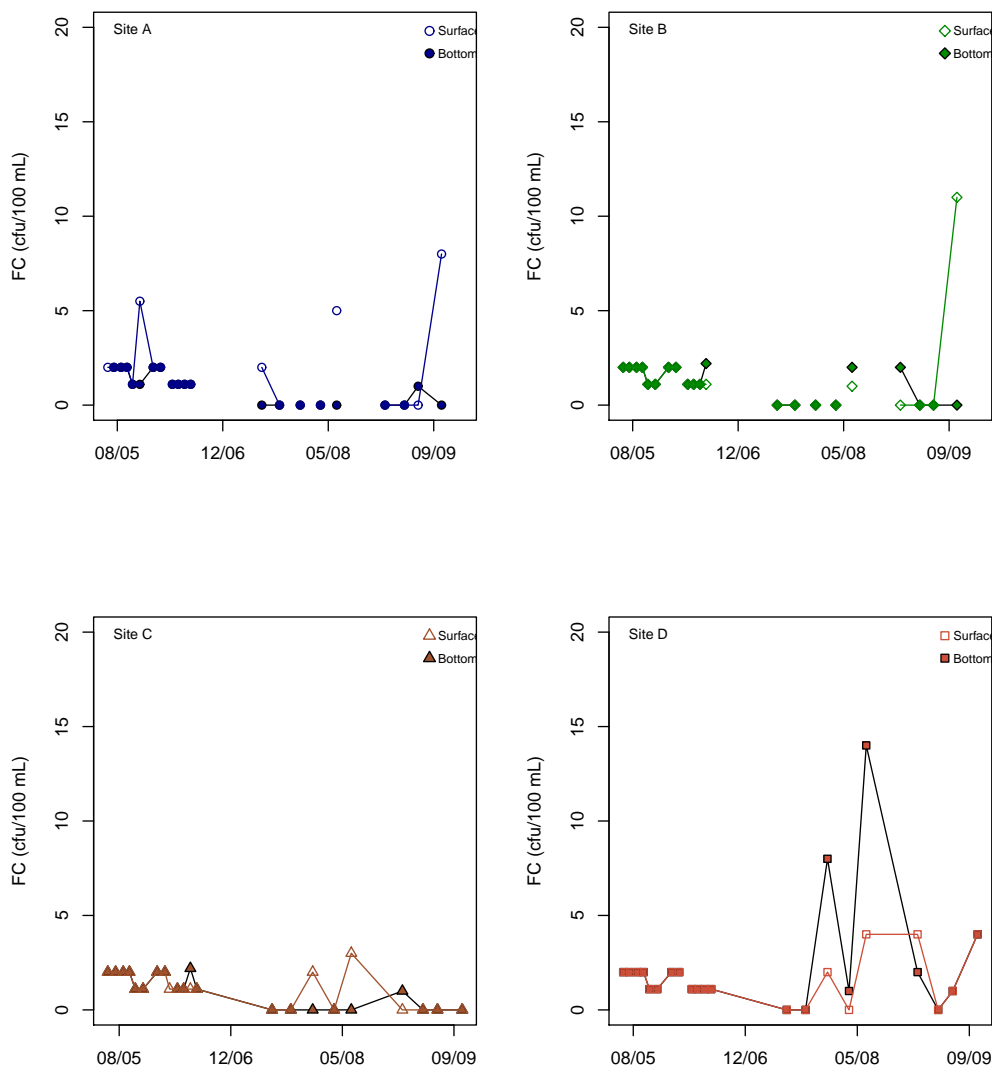 Site A
Surface
Bottom
20
15
10
5
0
FC (cfu/100 mL)
08/05 12/06 05/08 09/09
Site B
Surface
Bottom
20
15
10
5
0
FC (cfu/100 mL)
08/05 12/06 05/08 09/09
Site C
Surface
Bottom
20
15
10
5
0
FC (cfu/100 mL)
08/05 12/06 05/08 09/09
Site D
Surface
Bottom
20
15
10
5
0
FC (cfu/100 mL)
08/05 12/06 05/08 09/09